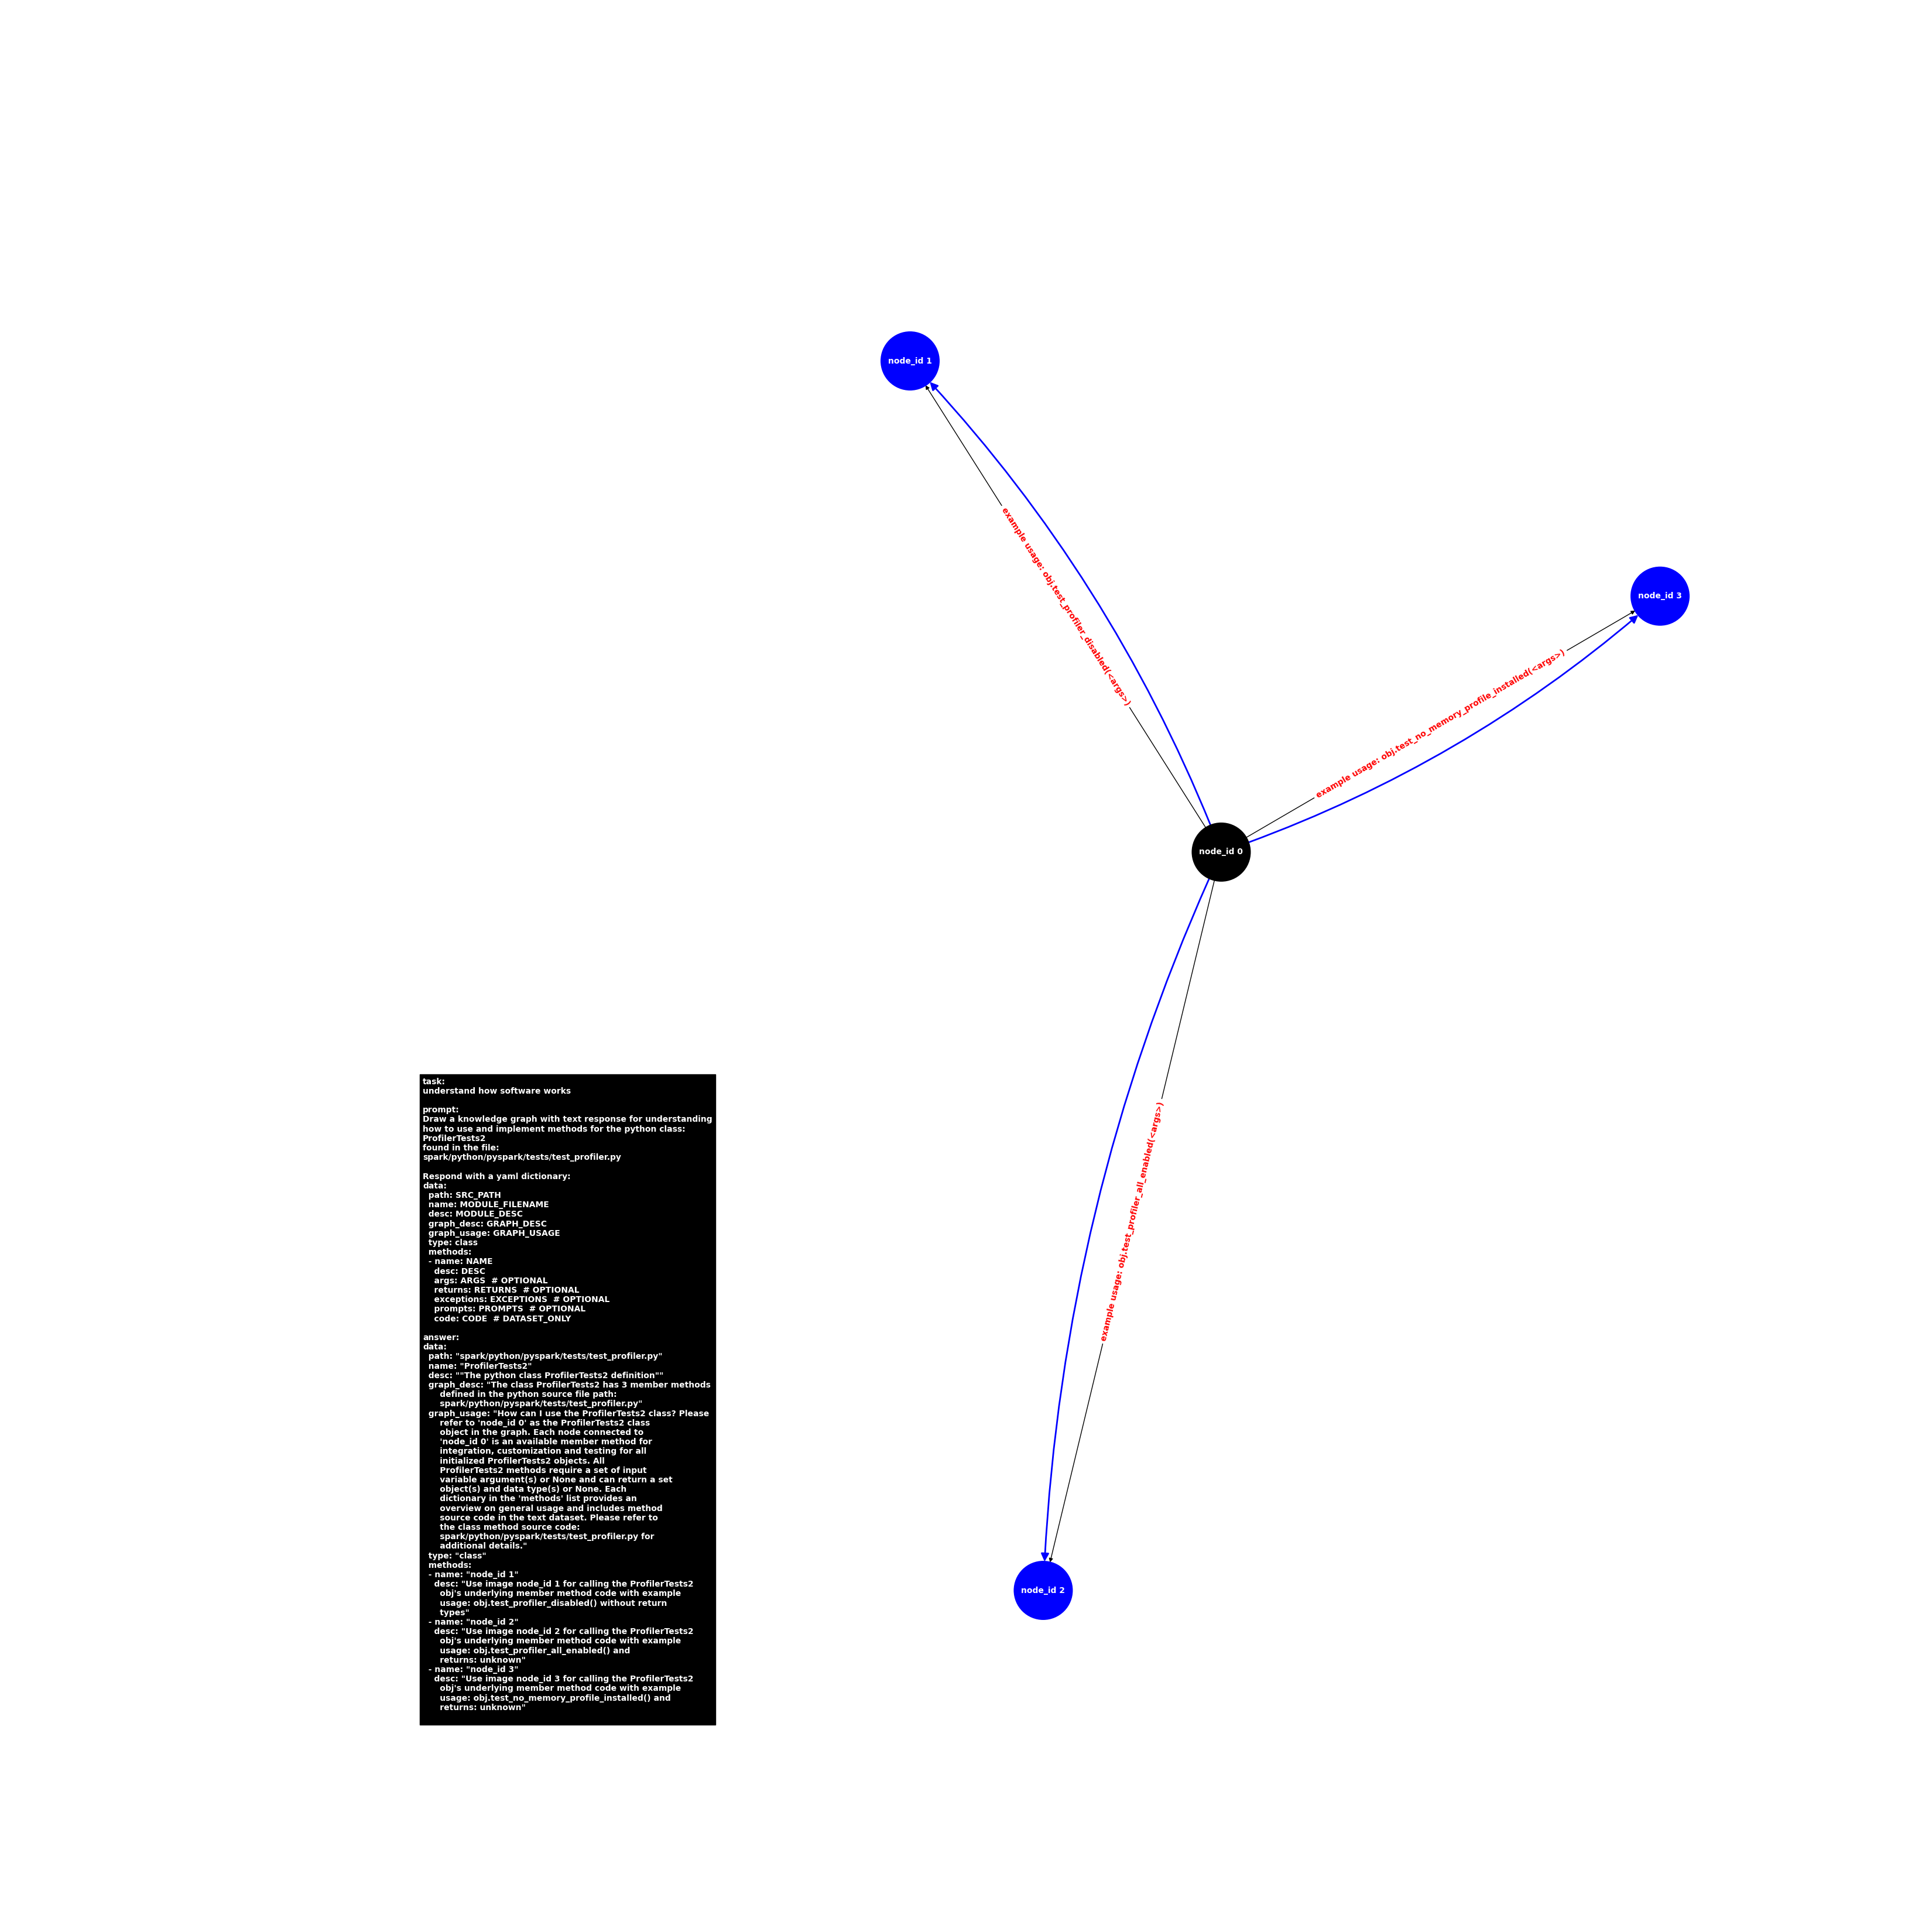 node_id 1
node_id 3
example usage: obj.test_profiler_disabled(<args>)
example usage: obj.test_no_memory_profile_installed(<args>)
node_id 0
example usage: obj.test_profiler_all_enabled(<args>)
node_id 2
task:
understand how software works

prompt:
Draw a knowledge graph with text response for understanding
how to use and implement methods for the python class:
ProfilerTests2
found in the file:
spark/python/pyspark/tests/test_profiler.py

Respond with a yaml dictionary:
data:
  path: SRC_PATH
  name: MODULE_FILENAME
  desc: MODULE_DESC
  graph_desc: GRAPH_DESC
  graph_usage: GRAPH_USAGE
  type: class
  methods:
  - name: NAME
    desc: DESC
    args: ARGS  # OPTIONAL
    returns: RETURNS  # OPTIONAL
    exceptions: EXCEPTIONS  # OPTIONAL
    prompts: PROMPTS  # OPTIONAL
    code: CODE  # DATASET_ONLY

answer:
data:
  path: "spark/python/pyspark/tests/test_profiler.py"
  name: "ProfilerTests2"
  desc: ""The python class ProfilerTests2 definition""
  graph_desc: "The class ProfilerTests2 has 3 member methods
      defined in the python source file path:
      spark/python/pyspark/tests/test_profiler.py"
  graph_usage: "How can I use the ProfilerTests2 class? Please
      refer to 'node_id 0' as the ProfilerTests2 class
      object in the graph. Each node connected to
      'node_id 0' is an available member method for
      integration, customization and testing for all
      initialized ProfilerTests2 objects. All
      ProfilerTests2 methods require a set of input
      variable argument(s) or None and can return a set
      object(s) and data type(s) or None. Each
      dictionary in the 'methods' list provides an
      overview on general usage and includes method
      source code in the text dataset. Please refer to
      the class method source code:
      spark/python/pyspark/tests/test_profiler.py for
      additional details."
  type: "class"
  methods:
  - name: "node_id 1"
    desc: "Use image node_id 1 for calling the ProfilerTests2
      obj's underlying member method code with example
      usage: obj.test_profiler_disabled() without return
      types"
  - name: "node_id 2"
    desc: "Use image node_id 2 for calling the ProfilerTests2
      obj's underlying member method code with example
      usage: obj.test_profiler_all_enabled() and
      returns: unknown"
  - name: "node_id 3"
    desc: "Use image node_id 3 for calling the ProfilerTests2
      obj's underlying member method code with example
      usage: obj.test_no_memory_profile_installed() and
      returns: unknown"